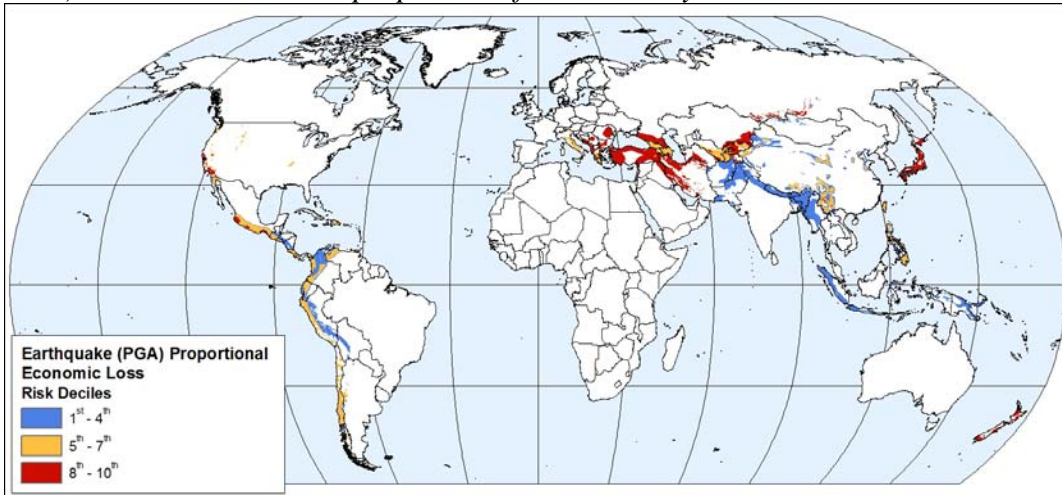 Earthquake (PGA) Proportional
Economic Loss
Risk Deciles
1st - 4th
5th - 7th
8th - 10th